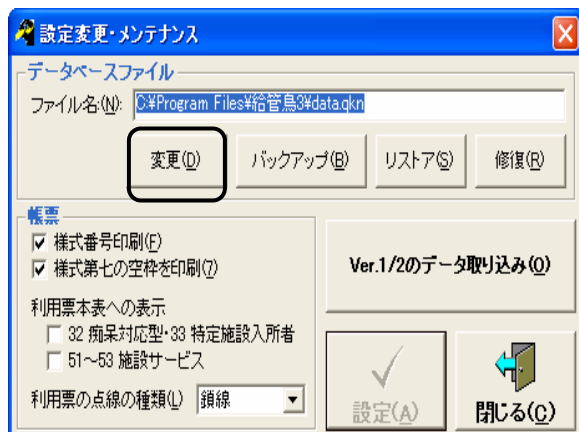 設定変更・メンテナンス
データベースファイル
ファイル名:(N): C:¥Program Files¥給管鳥3¥data.qkn
変更(D) バックアップ(B) リストア(S) 修復(R)
帳票
様式番号印刷(F)
様式第七の空枠を印刷(7)
利用票本表への表示
32 痴呆対応型・33 特定施設入所者
51～53 施設サービス
利用票の点線の種類(L) 鎖線
Ver.1/2のデータ取り込み(O)
設定(A) 閉じる(C)